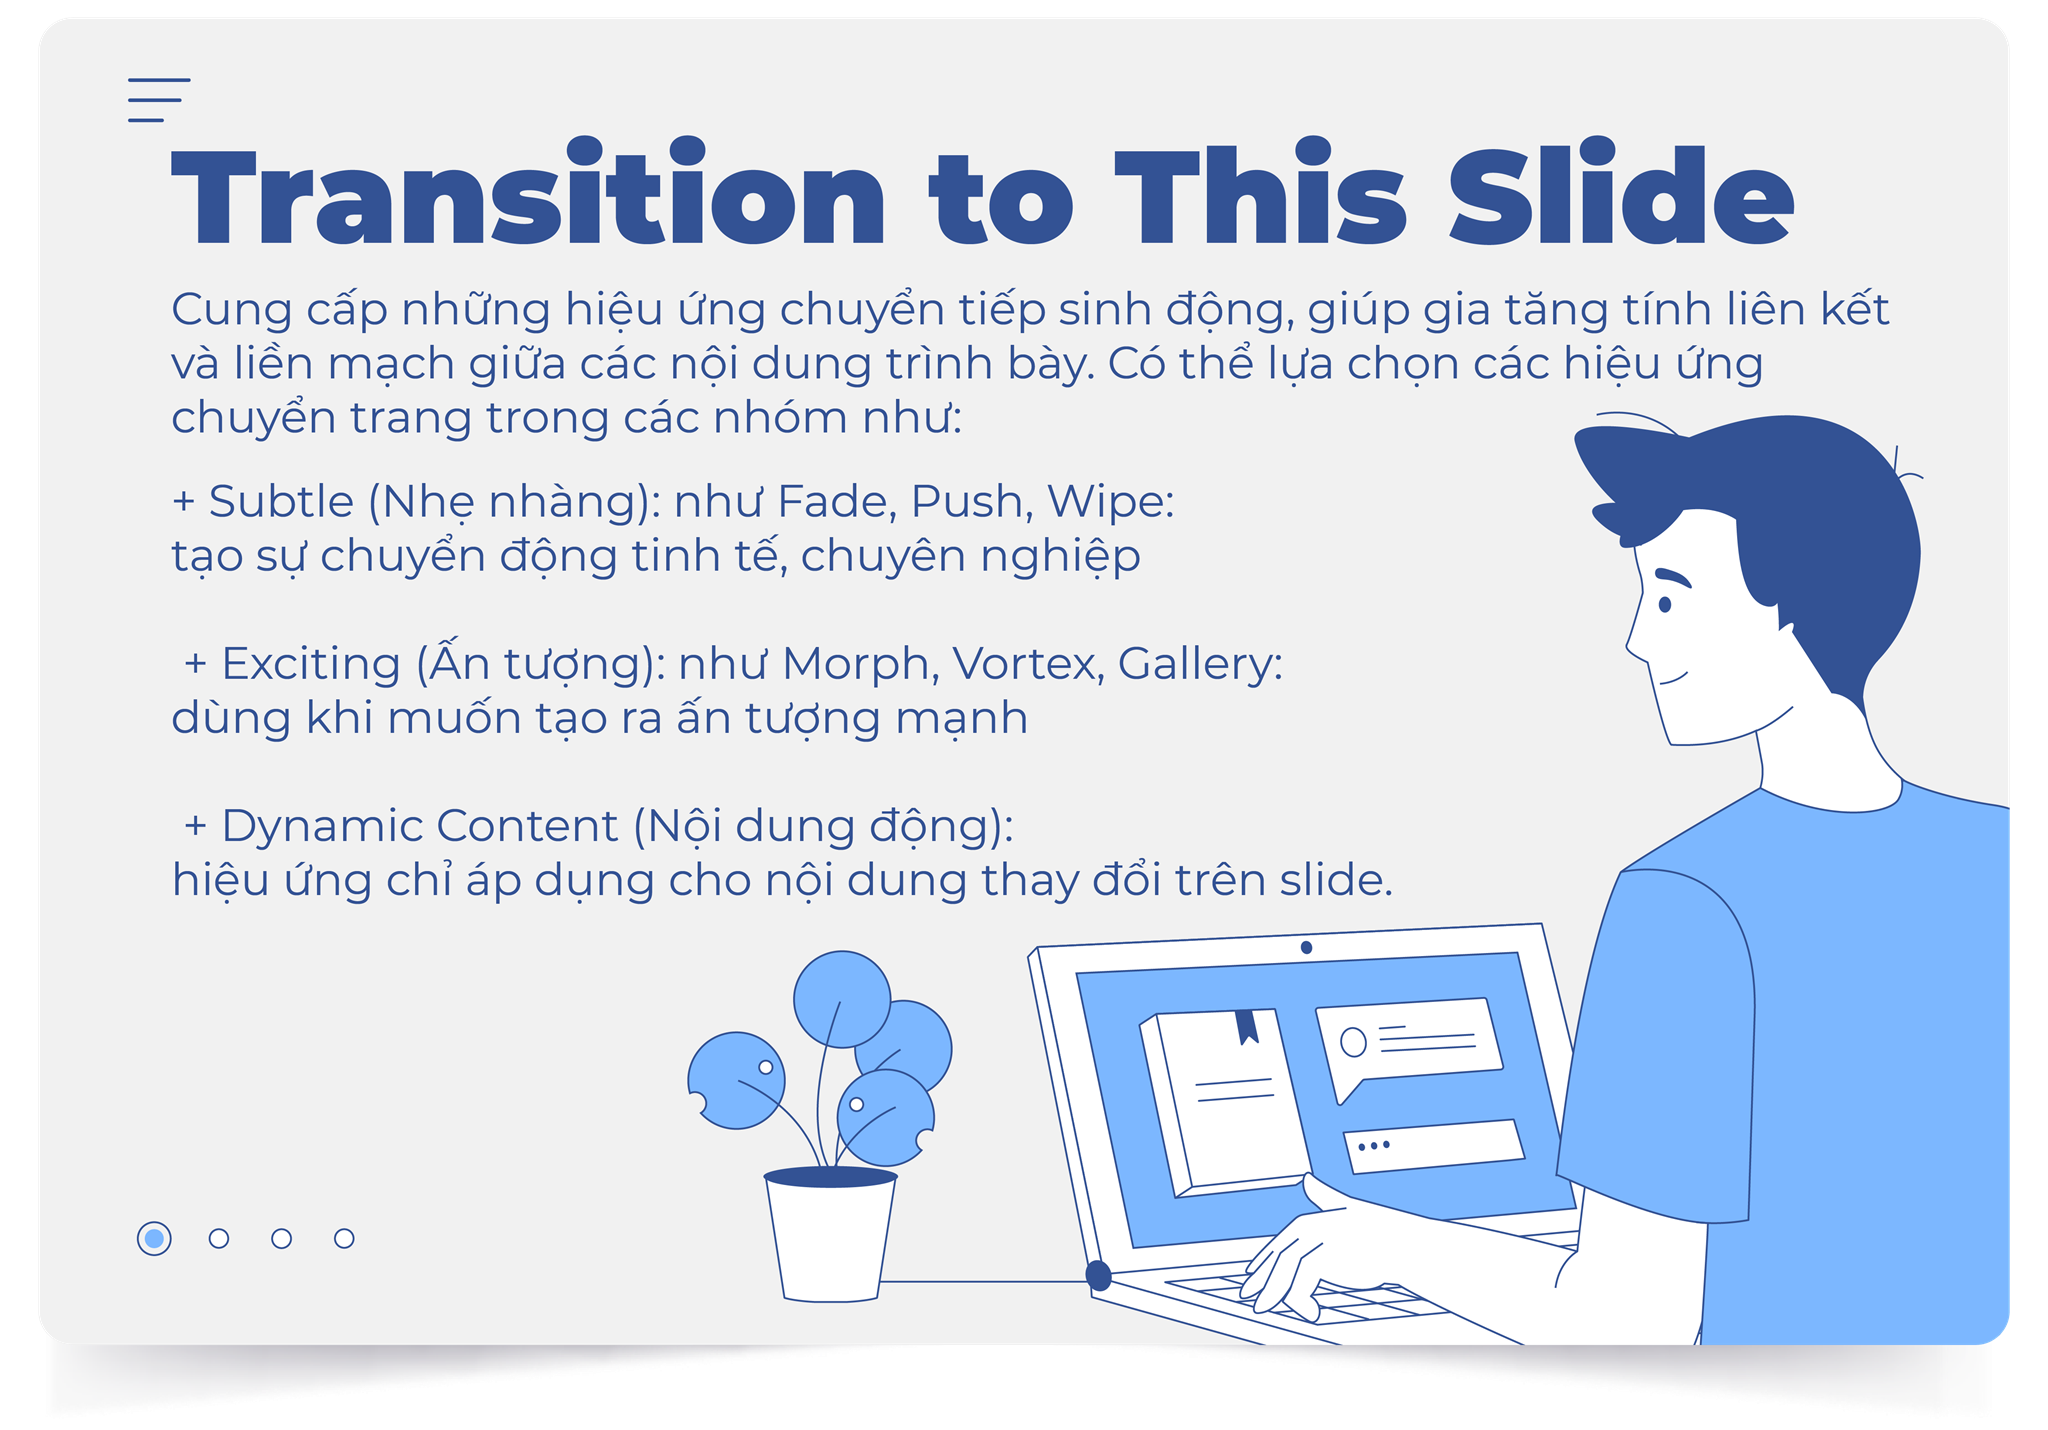 Transition to This Slide
Cung cấp những hiệu ứng chuyển tiếp sinh động, giúp gia tăng tính liên kết
và liền mạch giữa các nội dung trình bày. Có thể lựa chọn các hiệu ứng
chuyển trang trong các nhóm như:
+ Subtle (Nhẹ nhàng): như Fade, Push, Wipe:
tạo sự chuyển động tinh tế, chuyên nghiệp
+ Exciting (Ấn tượng): như Morph, Vortex, Gallery:
dùng khi muốn tạo ra ấn tượng mạnh
+ Dynamic Content (Nội dung động):
hiệu ứng chỉ áp dụng cho nội dung thay đổi trên slide.